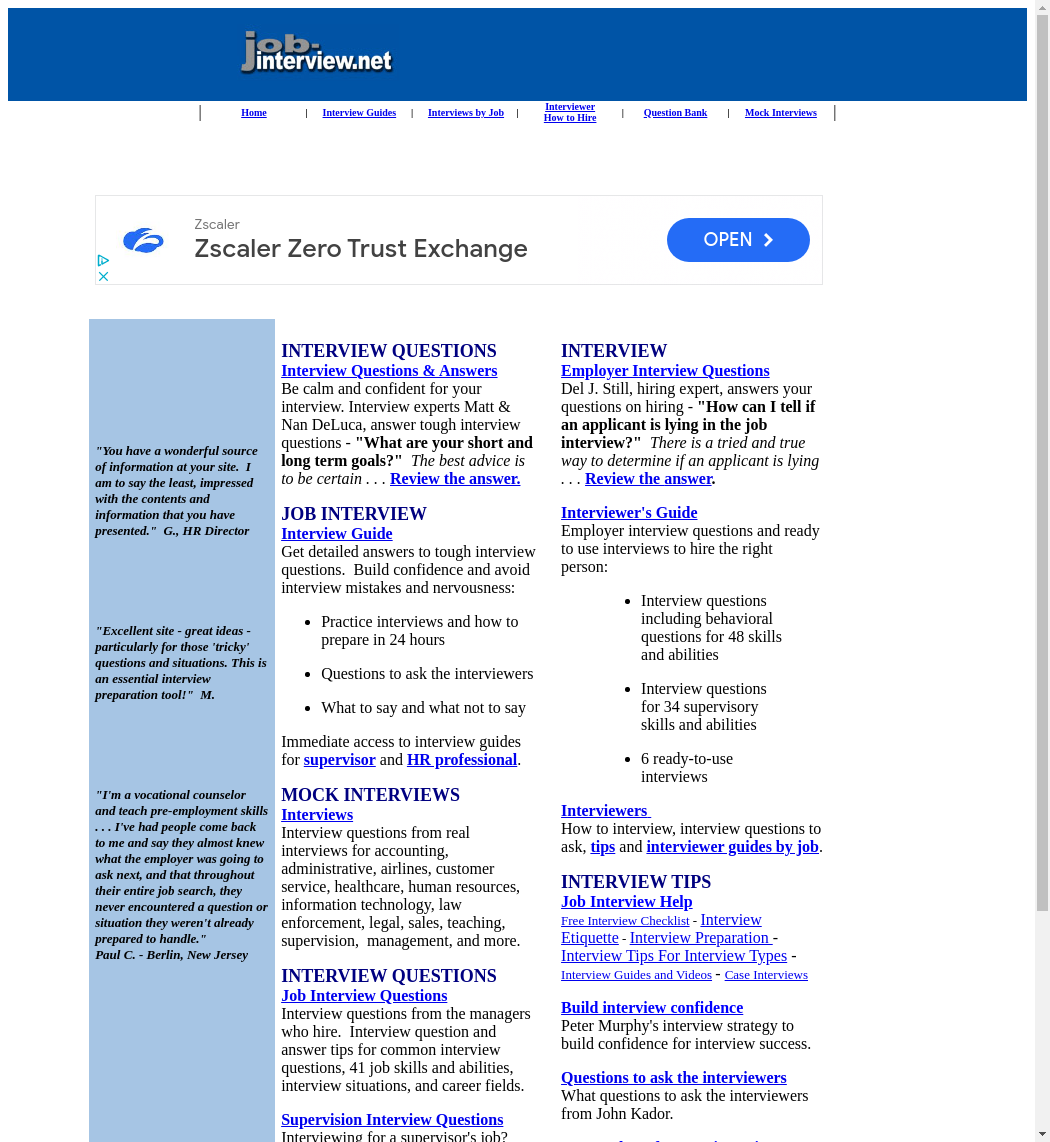 job-
interview.net
| Home | Interview Guides | Interviews by Job | Interviewer How to Hire | Question Bank | Mock Interviews |
Zscaler
Zscaler Zero Trust Exchange
OPEN
"You have a wonderful source
of information at your site.  I
am to say the least, impressed
with the contents and
information that you have
presented."  G., HR Director
"Excellent site - great ideas -
particularly for those 'tricky'
questions and situations. This is
an essential interview
preparation tool!"  M.
"I'm a vocational counselor
and teach pre-employment skills
. . . I've had people come back
to me and say they almost knew
what the employer was going to
ask next, and that throughout
their entire job search, they
never encountered a question or
situation they weren't already
prepared to handle."
Paul C. - Berlin, New Jersey
INTERVIEW QUESTIONS
Interview Questions & Answers
Be calm and confident for your
interview. Interview experts Matt &
Nan DeLuca, answer tough interview
questions - "What are your short and
long term goals?"  The best advice is
to be certain . . . Review the answer.
JOB INTERVIEW
Interview Guide
Get detailed answers to tough interview
questions.  Build confidence and avoid
interview mistakes and nervousness:
• Practice interviews and how to
prepare in 24 hours
• Questions to ask the interviewers
• What to say and what not to say
Immediate access to interview guides
for supervisor and HR professional.
MOCK INTERVIEWS
Interviews
Interview questions from real
interviews for accounting,
administrative, airlines, customer
service, healthcare, human resources,
information technology, law
enforcement, legal, sales, teaching,
supervision,  management, and more.
INTERVIEW QUESTIONS
Job Interview Questions
Interview questions from the managers
who hire.  Interview question and
answer tips for common interview
questions, 41 job skills and abilities,
interview situations, and career fields.
Supervision Interview Questions
Interviewing for a supervisor's job?
INTERVIEW
Employer Interview Questions
Del J. Still, hiring expert, answers your
questions on hiring - "How can I tell if
an applicant is lying in the job
interview?"  There is a tried and true
way to determine if an applicant is lying
. . . Review the answer.
Interviewer's Guide
Employer interview questions and ready
to use interviews to hire the right
person:
• Interview questions
including behavioral
questions for 48 skills
and abilities
• Interview questions
for 34 supervisory
skills and abilities
• 6 ready-to-use
interviews
Interviewers
How to interview, interview questions to
ask, tips and interviewer guides by job.
INTERVIEW TIPS
Job Interview Help
Free Interview Checklist - Interview
Etiquette - Interview Preparation -
Interview Tips For Interview Types -
Interview Guides and Videos - Case Interviews
Build interview confidence
Peter Murphy's interview strategy to
build confidence for interview success.
Questions to ask the interviewers
What questions to ask the interviewers
from John Kador.